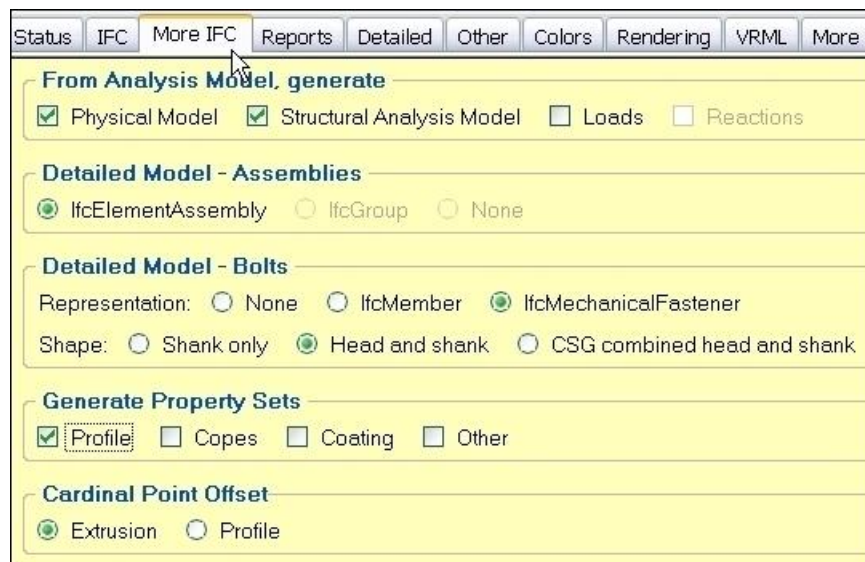 Status IFC More IFC Reports Detailed Other Colors Rendering VRML More
From Analysis Model, generate
Physical Model Structural Analysis Model Loads Reactions
Detailed Model - Assemblies
IfcElementAssembly IfcGroup None
Detailed Model - Bolts
Representation: None IfcMember IfcMechanicalFastener
Shape: Shank only Head and shank CSG combined head and shank
Generate Property Sets
Profile Copes Coating Other
Cardinal Point Offset
Extrusion Profile